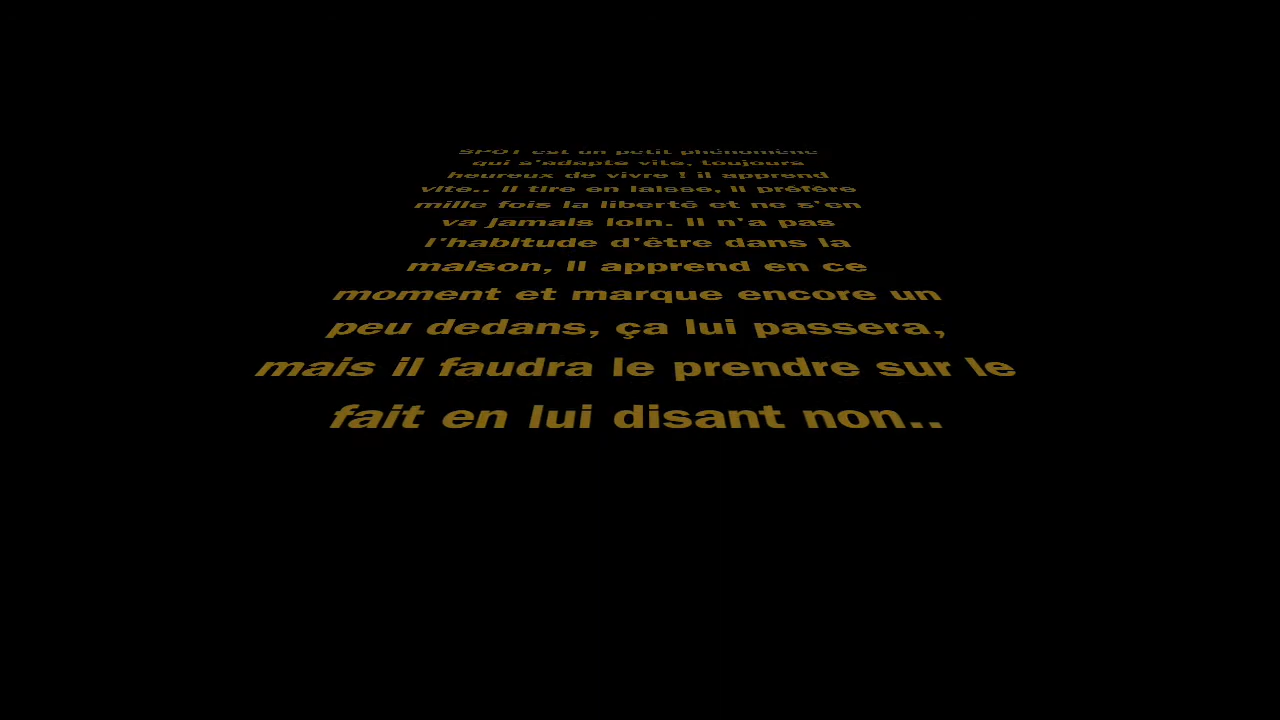 SPOT est un petit phénomène
qui s'adapte vite, toujours
heureux de vivre ! il apprend
vite.. il tire en laisse, il préfère
mille fois la liberté et ne s'en
va jamais loin. Il n'a pas
l'habitude d'être dans la
maison, il apprend en ce
moment et marque encore un
peu dedans, ça lui passera,
mais il faudra le prendre sur le
fait en lui disant non..